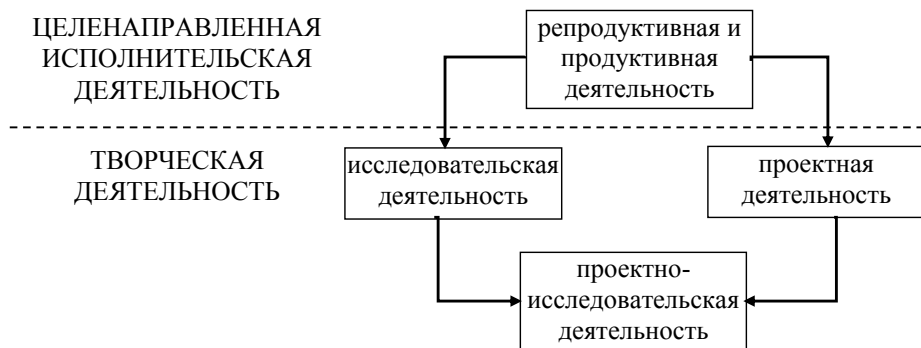 ЦЕЛЕНАПРАВЛЕННАЯ
ИСПОЛНИТЕЛЬСКАЯ
ДЕЯТЕЛЬНОСТЬ
репродуктивная и
продуктивная
деятельность
ТВОРЧЕСКАЯ
ДЕЯТЕЛЬНОСТЬ
исследовательская
деятельность
проектная
деятельность
проектно-
исследовательская
деятельность